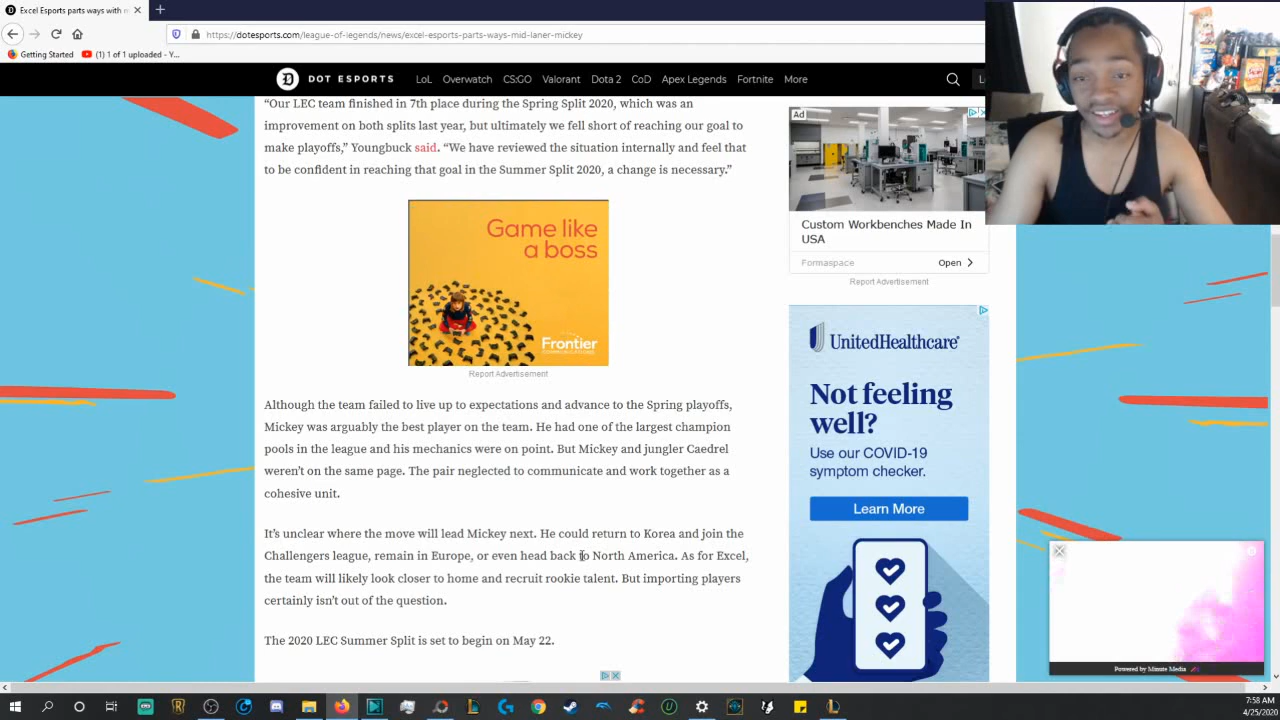 Excel Esports parts ways with m
https://dotesports.com/league-of-legends/news/excel-esports-parts-ways-mid-laner-mickey
Getting Started
(1) 1 of 1 uploaded - Y...
DOT ESPORTS
LoL Overwatch CS:GO Valorant Dota 2 CoD Apex Legends Fortnite More
“Our LEC team finished in 7th place during the Spring Split 2020, which was an
improvement on both splits last year, but ultimately we fell short of reaching our goal to
make playoffs,” Youngbuck said. “We have reviewed the situation internally and feel that
to be confident in reaching that goal in the Summer Split 2020, a change is necessary.”
Game like
a boss
Frontier
COMMUNICATIONS
Report Advertisement
Although the team failed to live up to expectations and advance to the Spring playoffs,
Mickey was arguably the best player on the team. He had one of the largest champion
pools in the league and his mechanics were on point. But Mickey and jungler Caedrel
weren’t on the same page. The pair neglected to communicate and work together as a
cohesive unit.
It’s unclear where the move will lead Mickey next. He could return to Korea and join the
Challengers league, remain in Europe, or even head back to North America. As for Excel,
the team will likely look closer to home and recruit rookie talent. But importing players
certainly isn’t out of the question.
The 2020 LEC Summer Split is set to begin on May 22.
Ad
Custom Workbenches Made In
USA
Formaspace
Open
Report Advertisement
UnitedHealthcare
Not feeling
well?
Use our COVID-19
symptom checker.
Learn More
Powered by Minute Media
7:58 AM
4/25/2020